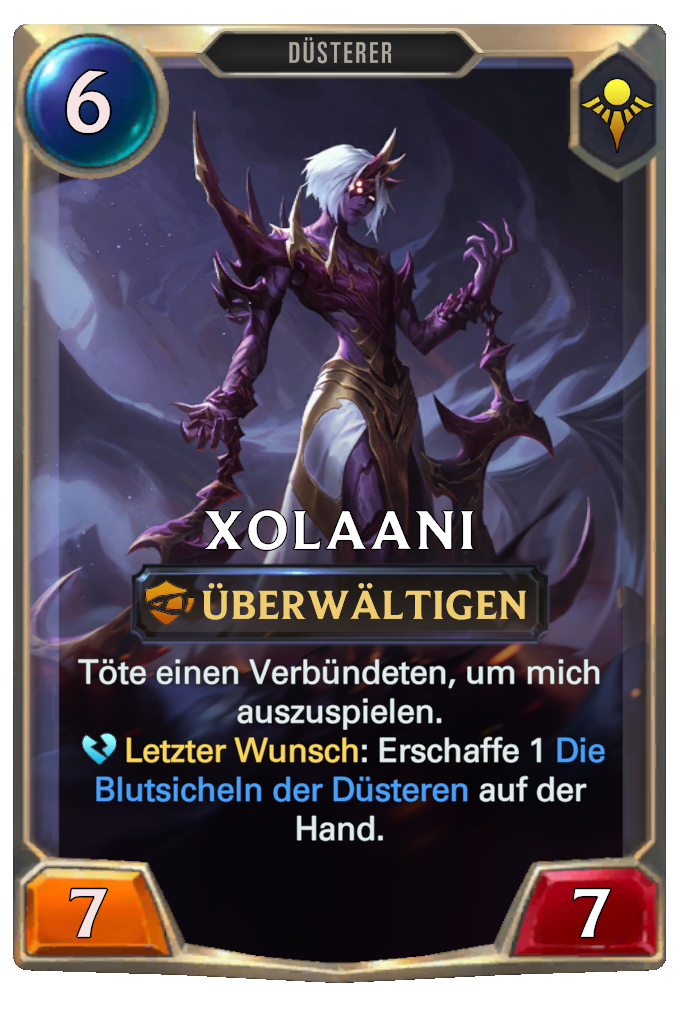 DÜSTERER
6
XOLAANI
ÜBERWÄLTIGEN
Töte einen Verbündeten, um mich
auszuspielen.
Letzter Wunsch: Erschaffe 1 Die
Blutsicheln der Düsteren auf der
Hand.
7
7